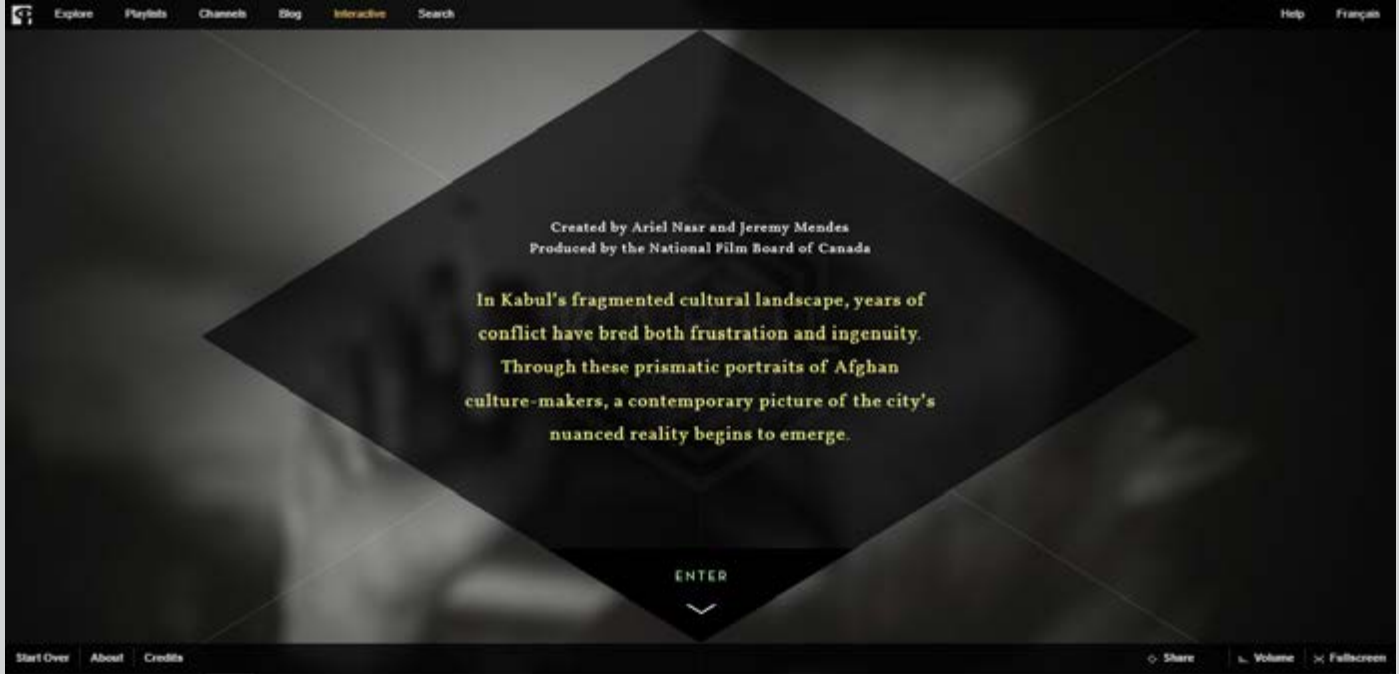 Explore Playlists Channels Blog Interactive Search Help Français
Created by Ariel Nasr and Jeremy Mendes
Produced by the National Film Board of Canada
In Kabul's fragmented cultural landscape, years of
conflict have bred both frustration and ingenuity.
Through these prismatic portraits of Afghan
culture-makers, a contemporary picture of the city's
nuanced reality begins to emerge.
ENTER
Start Over About Credits Share Volume Fullscreen